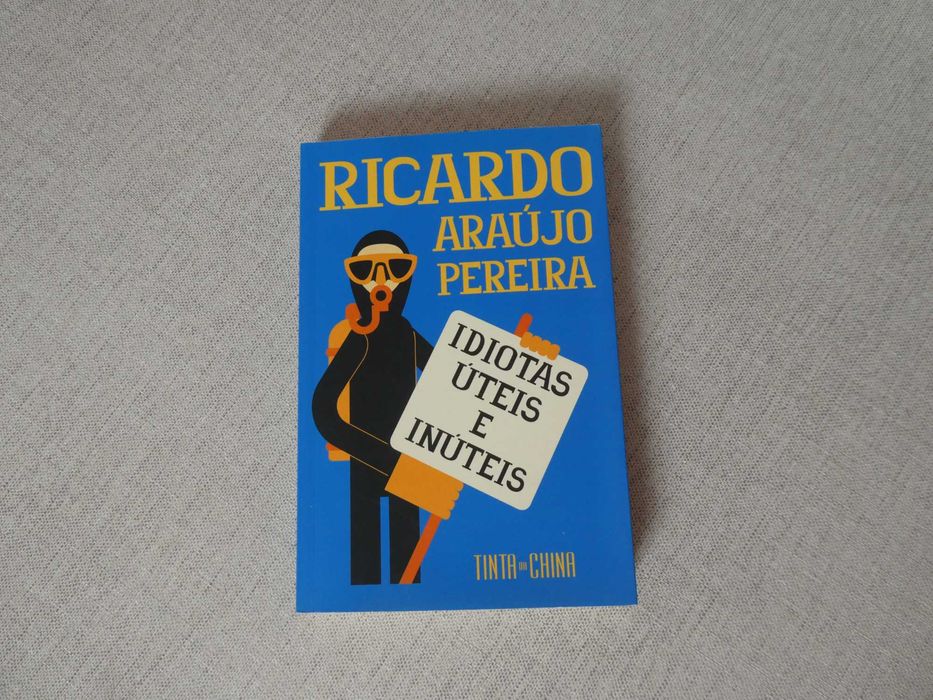 RICARDO
ARAÚJO
PEREIRA
IDIOTAS
ÚTEIS
E
INÚTEIS
TINTA DA CHINA